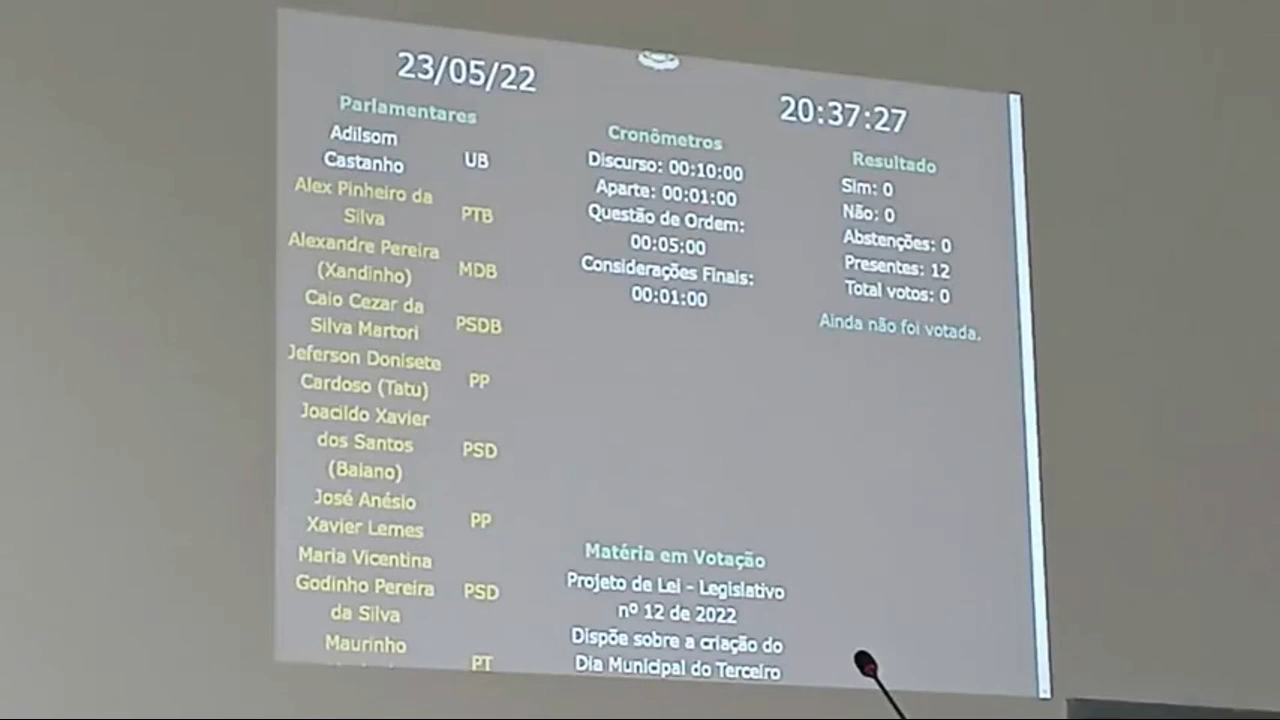 23/05/22
20:37:27
Parlamentares
Adilsom
Castanho UB
Alex Pinheiro da
Silva PTB
Alexandre Pereira
(Xandinho) MDB
Caio Cezar da
Silva Martori PSDB
Jeferson Donisete
Cardoso (Tatu) PP
Joacildo Xavier
dos Santos PSD
(Baiano)
José Anésio
Xavier Lemes PP
Maria Vicentina
Godinho Pereira PSD
da Silva
Maurinho
PT
Cronômetros
Discurso: 00:10:00
Aparte: 00:01:00
Questão de Ordem:
00:05:00
Considerações Finais:
00:01:00
Resultado
Sim: 0
Não: 0
Abstenções: 0
Presentes: 12
Total votos: 0
Ainda não foi votada.
Matéria em Votação
Projeto de Lei - Legislativo
nº 12 de 2022
Dispõe sobre a criação do
Dia Municipal do Terceiro